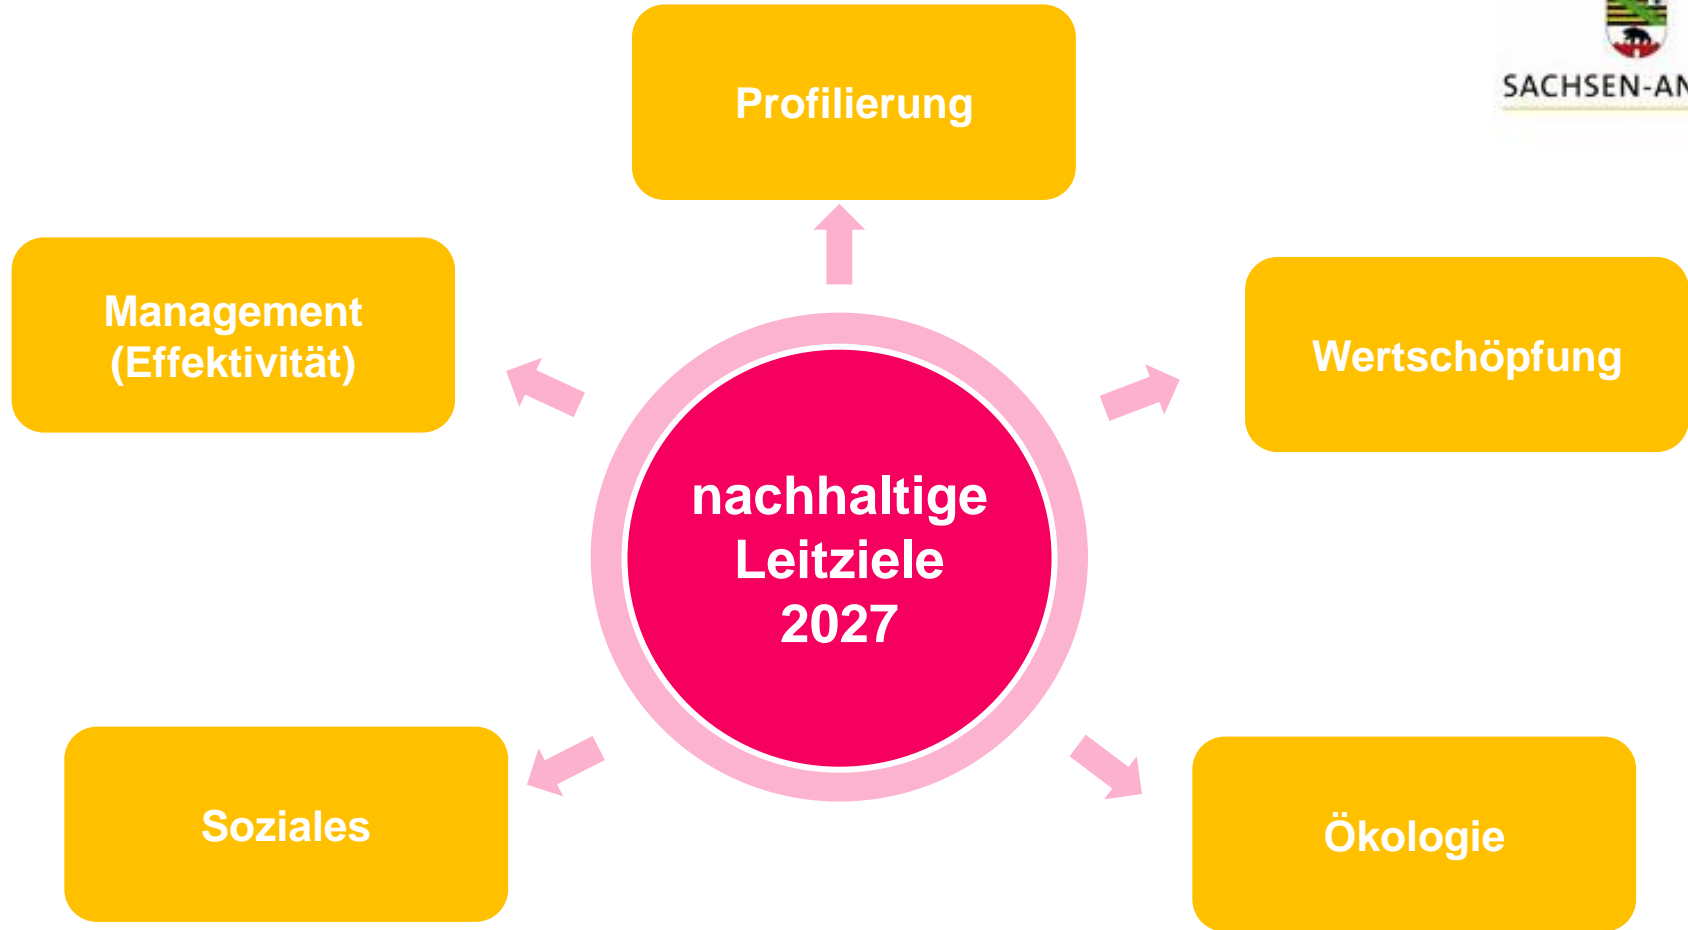 SACHSEN-AN
Profilierung
Management
(Effektivität)
Wertschöpfung
nachhaltige
Leitziele
2027
Soziales
Ökologie